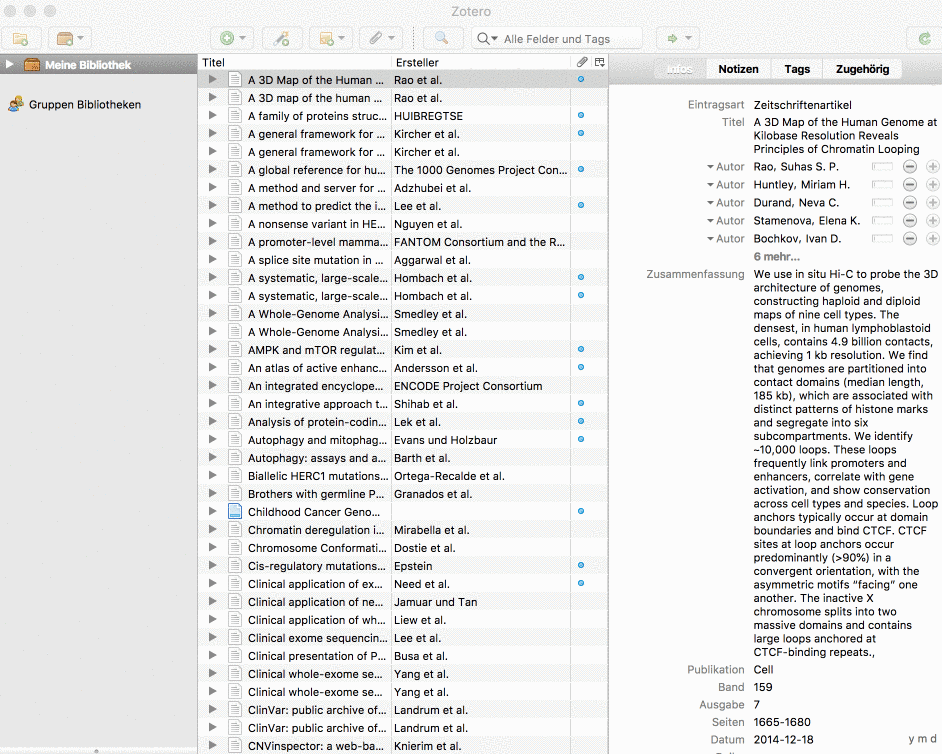 Zotero
Alle Felder und Tags
Meine Bibliothek
Gruppen Bibliotheken
Titel Ersteller
A 3D Map of the Human ... Rao et al.
A 3D map of the human ... Rao et al.
A family of proteins struc... HUIBREGTSE
A general framework for ... Kircher et al.
A general framework for ... Kircher et al.
A global reference for hu... The 1000 Genomes Project Con...
A method and server for ... Adzhubei et al.
A method to predict the i... Lee et al.
A nonsense variant in HE... Nguyen et al.
A promoter-level mamma... FANTOM Consortium and the R...
A splice site mutation in ... Aggarwal et al.
A systematic, large-scale... Hombach et al.
A systematic, large-scale... Hombach et al.
A Whole-Genome Analysi... Smedley et al.
A Whole-Genome Analysi... Smedley et al.
AMPK and mTOR regulat... Kim et al.
An atlas of active enhanc... Andersson et al.
An integrated encyclope... ENCODE Project Consortium
An integrative approach t... Shihab et al.
Analysis of protein-codin... Lek et al.
Autophagy and mitophag... Evans und Holzbaur
Autophagy: assays and a... Barth et al.
Biallelic HERC1 mutations... Ortega-Recalde et al.
Brothers with germline P... Granados et al.
Childhood Cancer Geno...
Chromatin deregulation i... Mirabella et al.
Chromosome Conformati... Dostie et al.
Cis-regulatory mutations... Epstein
Clinical application of ex... Need et al.
Clinical application of ne... Jamuar und Tan
Clinical application of wh... Liew et al.
Clinical exome sequencin... Lee et al.
Clinical presentation of P... Busa et al.
Clinical whole-exome se... Yang et al.
Clinical whole-exome se... Yang et al.
ClinVar: public archive of... Landrum et al.
ClinVar: public archive of... Landrum et al.
CNVinspector: a web-ba... Knierim et al.
Infos Notizen Tags Zugehörig
Eintragsart Zeitschriftenartikel
Titel A 3D Map of the Human Genome at
Kilobase Resolution Reveals
Principles of Chromatin Looping
Autor Rao, Suhas S. P.
Autor Huntley, Miriam H.
Autor Durand, Neva C.
Autor Stamenova, Elena K.
Autor Bochkov, Ivan D.
6 mehr...
Zusammenfassung We use in situ Hi-C to probe the 3D
architecture of genomes,
constructing haploid and diploid
maps of nine cell types. The
densest, in human lymphoblastoid
cells, contains 4.9 billion contacts,
achieving 1 kb resolution. We find
that genomes are partitioned into
contact domains (median length,
185 kb), which are associated with
distinct patterns of histone marks
and segregate into six
subcompartments. We identify
~10,000 loops. These loops
frequently link promoters and
enhancers, correlate with gene
activation, and show conservation
across cell types and species. Loop
anchors typically occur at domain
boundaries and bind CTCF. CTCF
sites at loop anchors occur
predominantly (>90%) in a
convergent orientation, with the
asymmetric motifs “facing” one
another. The inactive X
chromosome splits into two
massive domains and contains
large loops anchored at
CTCF-binding repeats.,
Publikation Cell
Band 159
Ausgabe 7
Seiten 1665-1680
Datum 2014-12-18 y m d